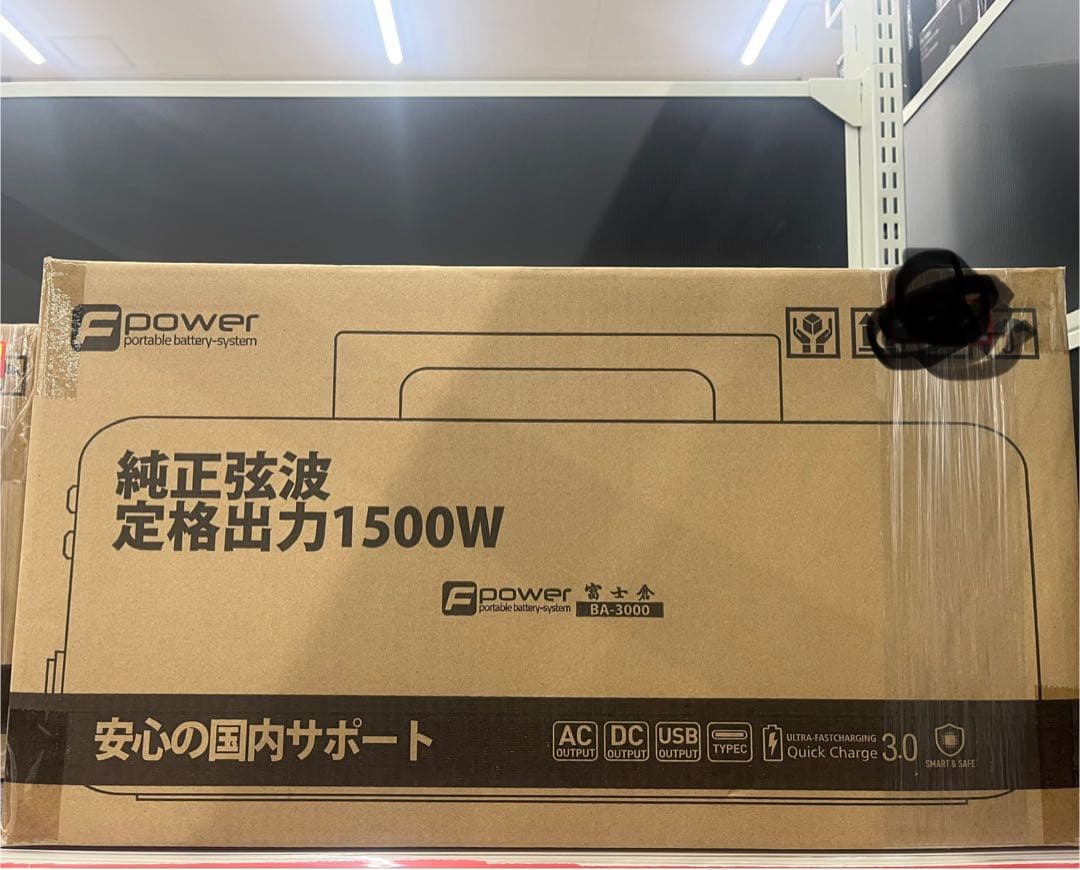 Fpower
portable battery-system
純正弦波
定格出力1500W
Fpower 富士倉
portable battery-system BA-3000
安心の国内サポート
AC OUTPUT
DC OUTPUT
USB OUTPUT
TYPEC
ULTRA-FASTCHARGING
Quick Charge 3.0
SMART & SAFE